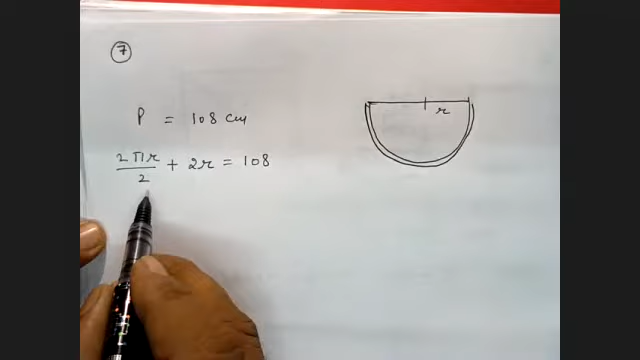 7
P = 108 cm
r
2πr/2 + 2r = 108